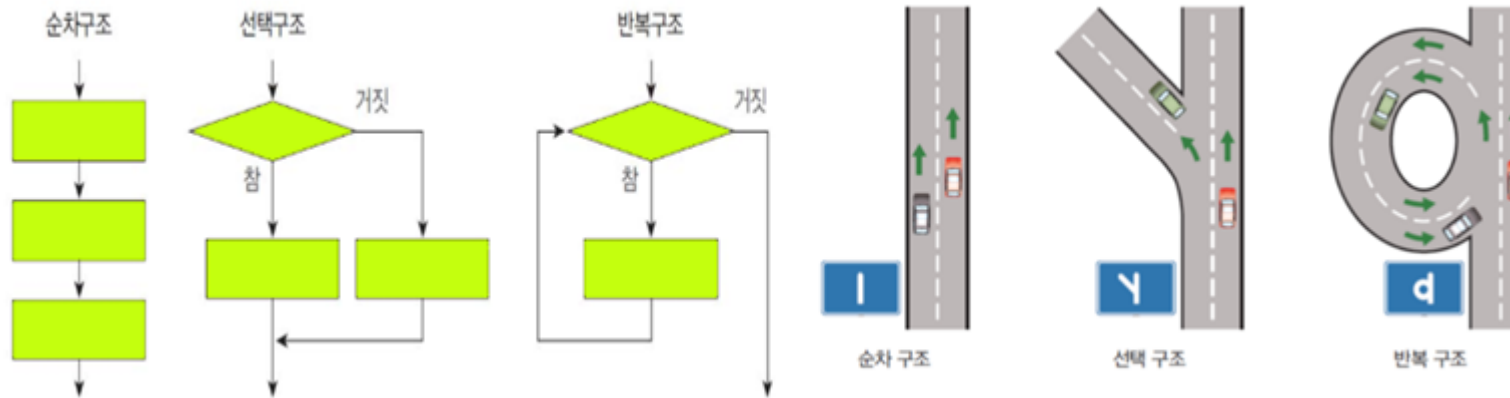 순차구조
선택구조
거짓
참
반복구조
거짓
참
순차 구조
선택 구조
반복 구조